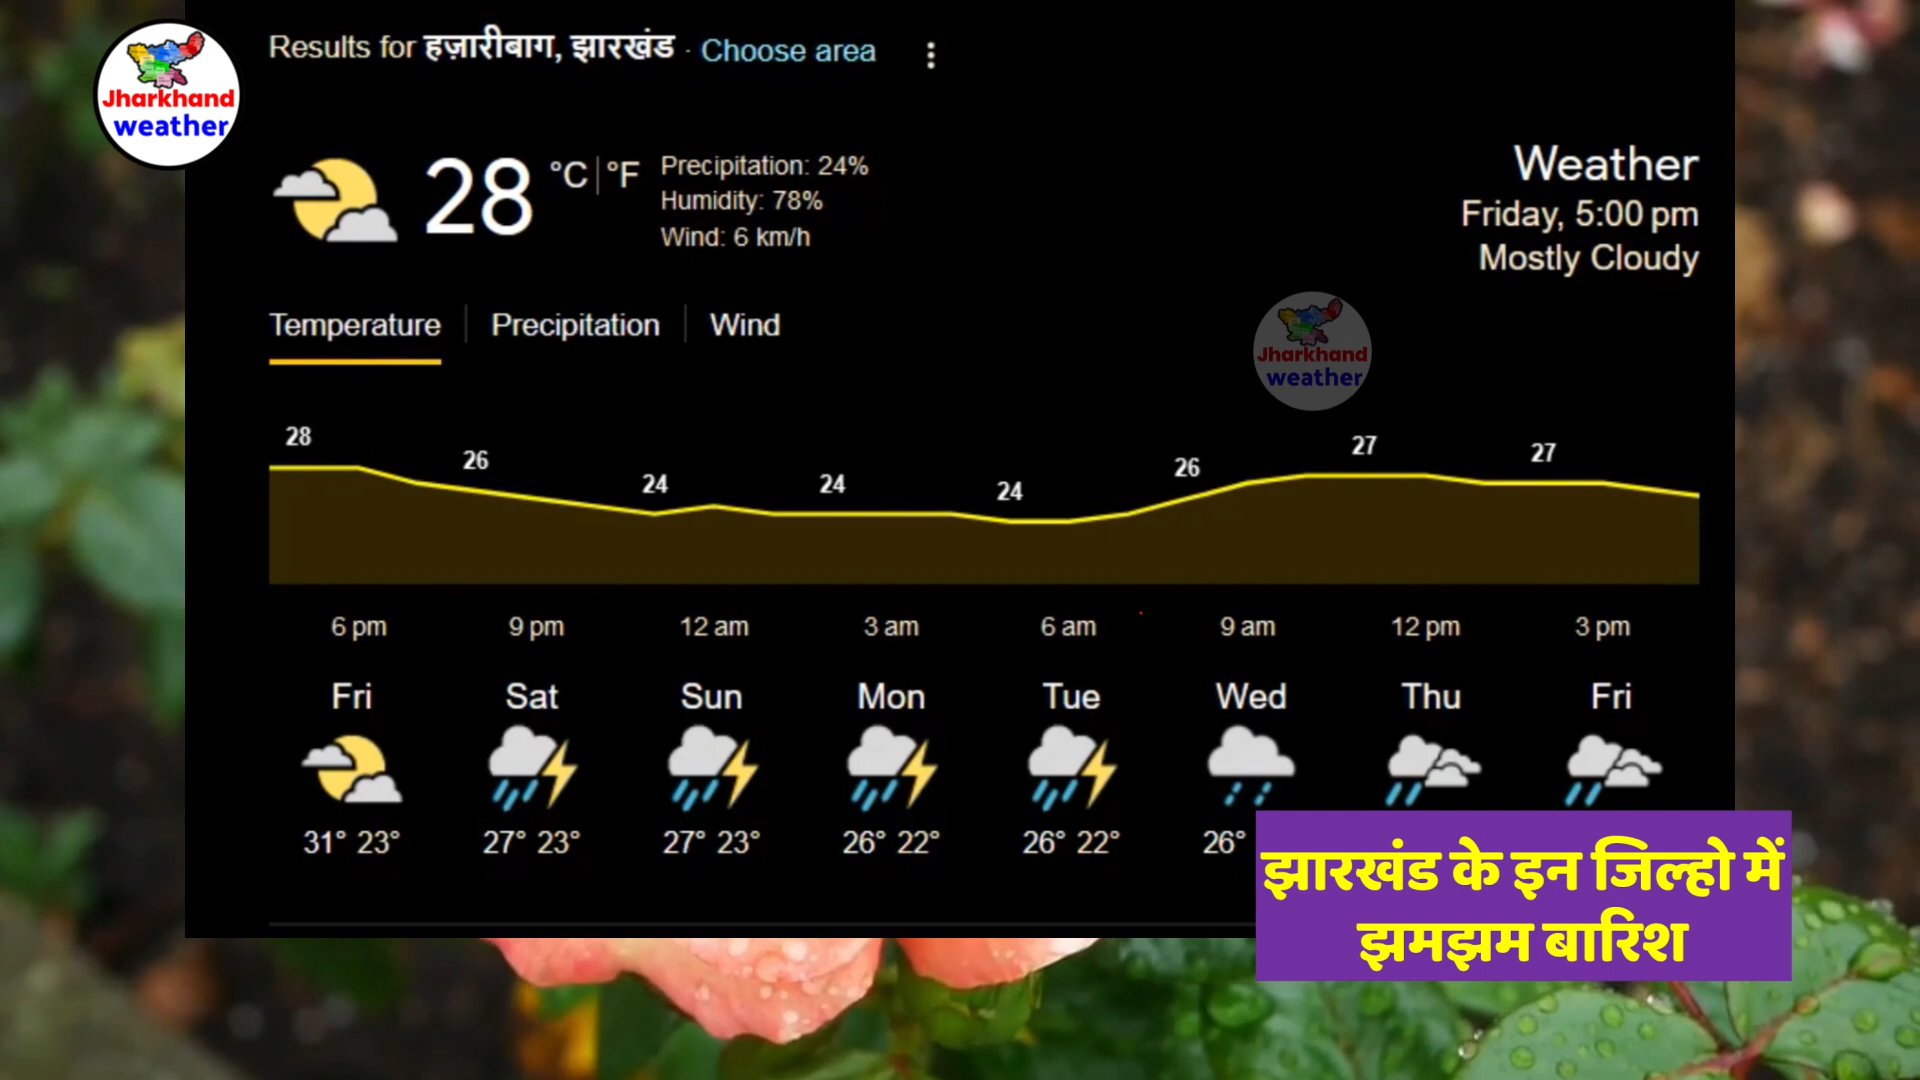 Jharkhand
weather
Results for हज़ारीबाग, झारखंड · Choose area
28 °C | °F
Precipitation: 24%
Humidity: 78%
Wind: 6 km/h
Weather
Friday, 5:00 pm
Mostly Cloudy
Temperature | Precipitation | Wind
Jharkhand
weather
28 26 24 24 24 26 27 27
6 pm 9 pm 12 am 3 am 6 am 9 am 12 pm 3 pm
Fri Sat Sun Mon Tue Wed Thu Fri
31° 23° 27° 23° 27° 23° 26° 22° 26° 22° 26°
झारखंड के इन जिल्हो में
झमझम बारिश